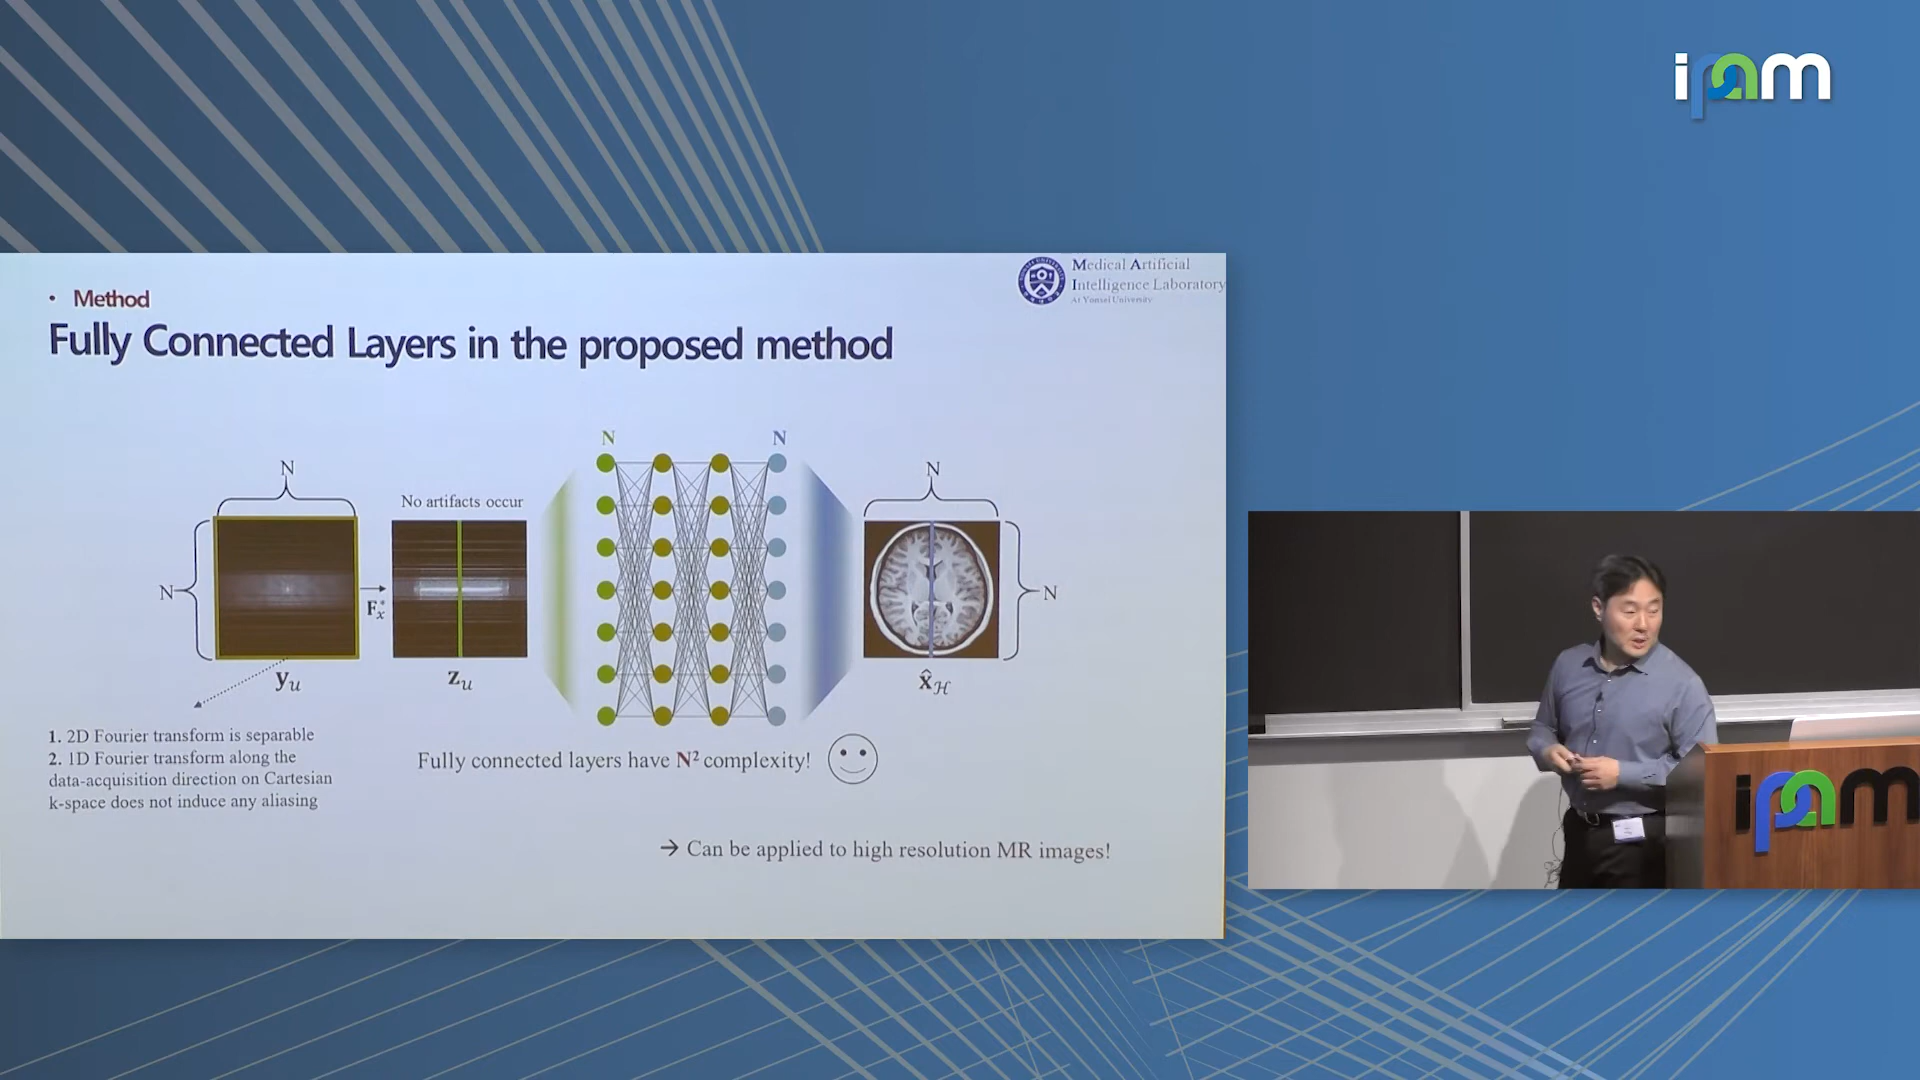 ipam
• Method
Medical Artificial
Intelligence Laboratory
At Yonsei University
Fully Connected Layers in the proposed method
N
N
N
N
No artifacts occur
N
N
F*x
yu
zu
x̂ℋ
1. 2D Fourier transform is separable
2. 1D Fourier transform along the
data-acquisition direction on Cartesian
k-space does not induce any aliasing
Fully connected layers have N² complexity!
→ Can be applied to high resolution MR images!
ipam